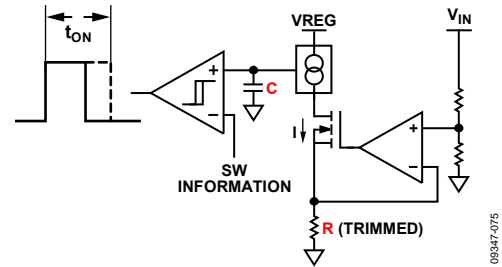 tON
VREG
VIN
C
I
SW
INFORMATION
R (TRIMMED)
09347-075